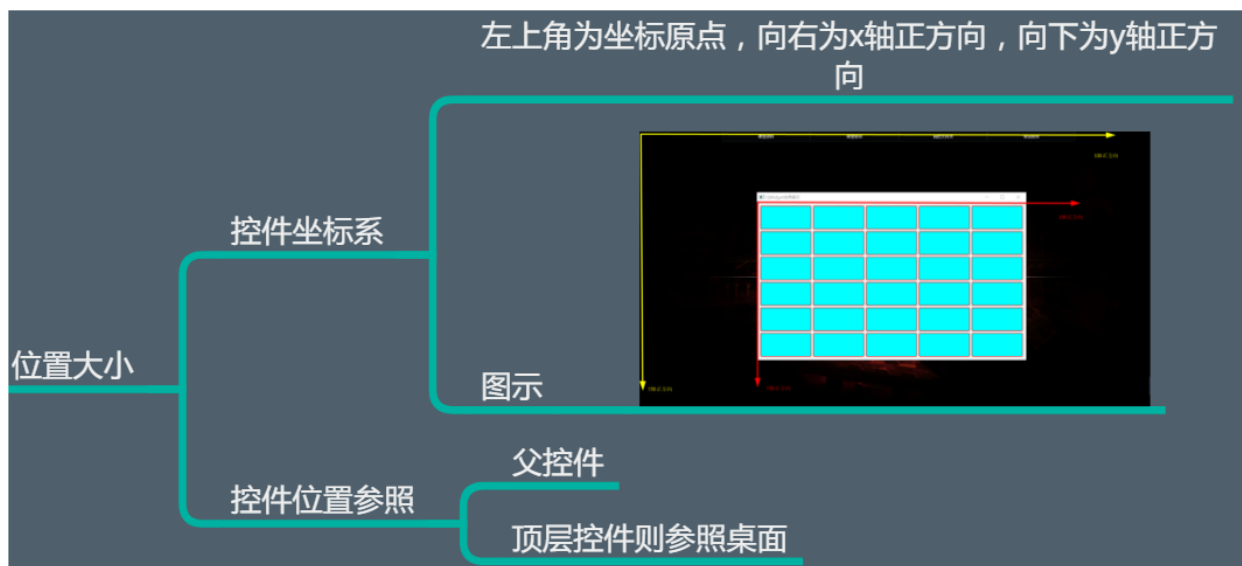 左上角为坐标原点，向右为x轴正方向，向下为y轴正方
向
控件坐标系
位置大小
图示
父控件
控件位置参照
顶层控件则参照桌面